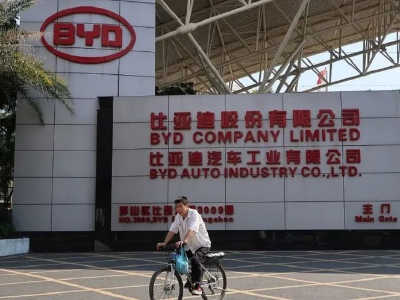 BYD
比亚迪股份有限公司
BYD COMPANY LIMITED
比亚迪汽车工业有限公司
BYD AUTO INDUSTRY CO.,LTD.
主门
Main Gate